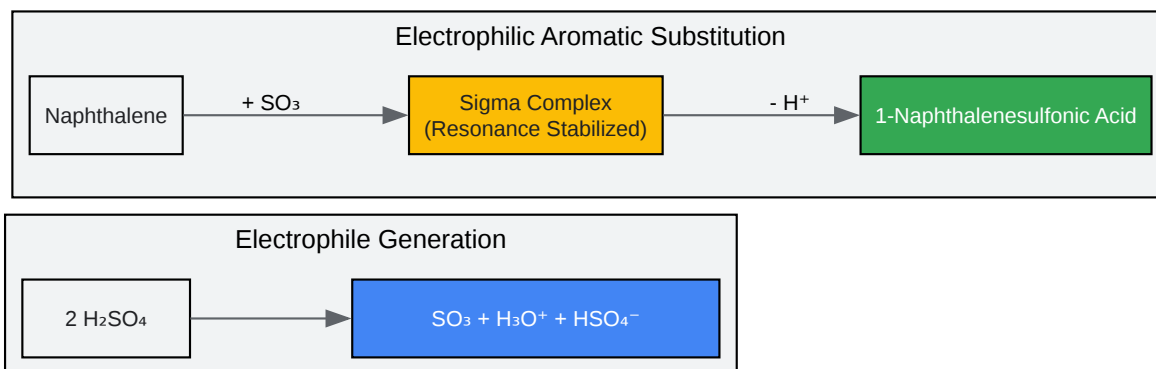 Electrophilic Aromatic Substitution
Naphthalene
+ SO₃
Sigma Complex
(Resonance Stabilized)
- H⁺
1-Naphthalenesulfonic Acid
Electrophile Generation
2 H₂SO₄
SO₃ + H₃O⁺ + HSO₄⁻